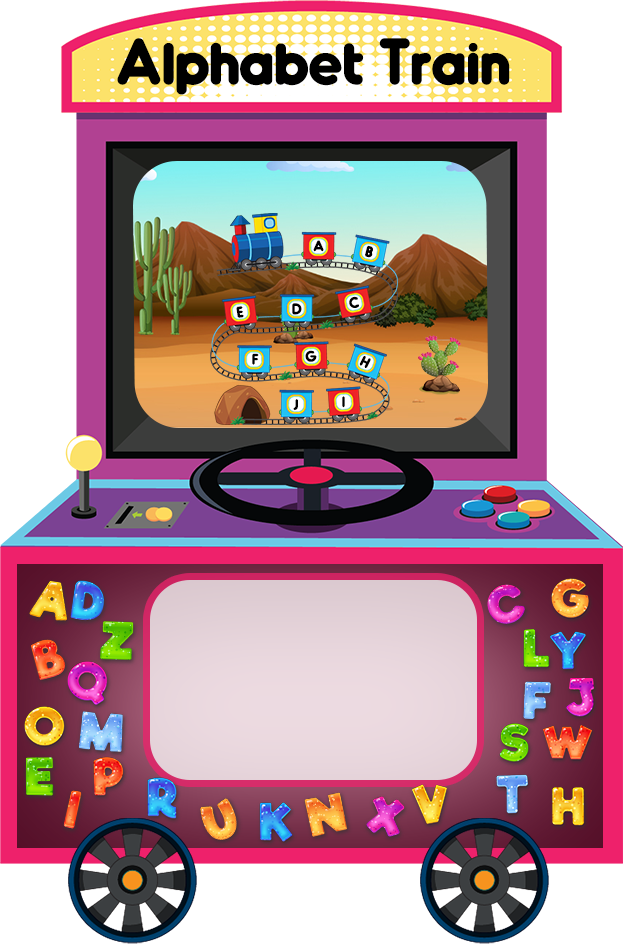 Alphabet Train
A B
E D C
F G H
J I
A D
Z
B
Q
O
M
E
P
I
R
U K N X V
C G
L Y
F J
S W
T H